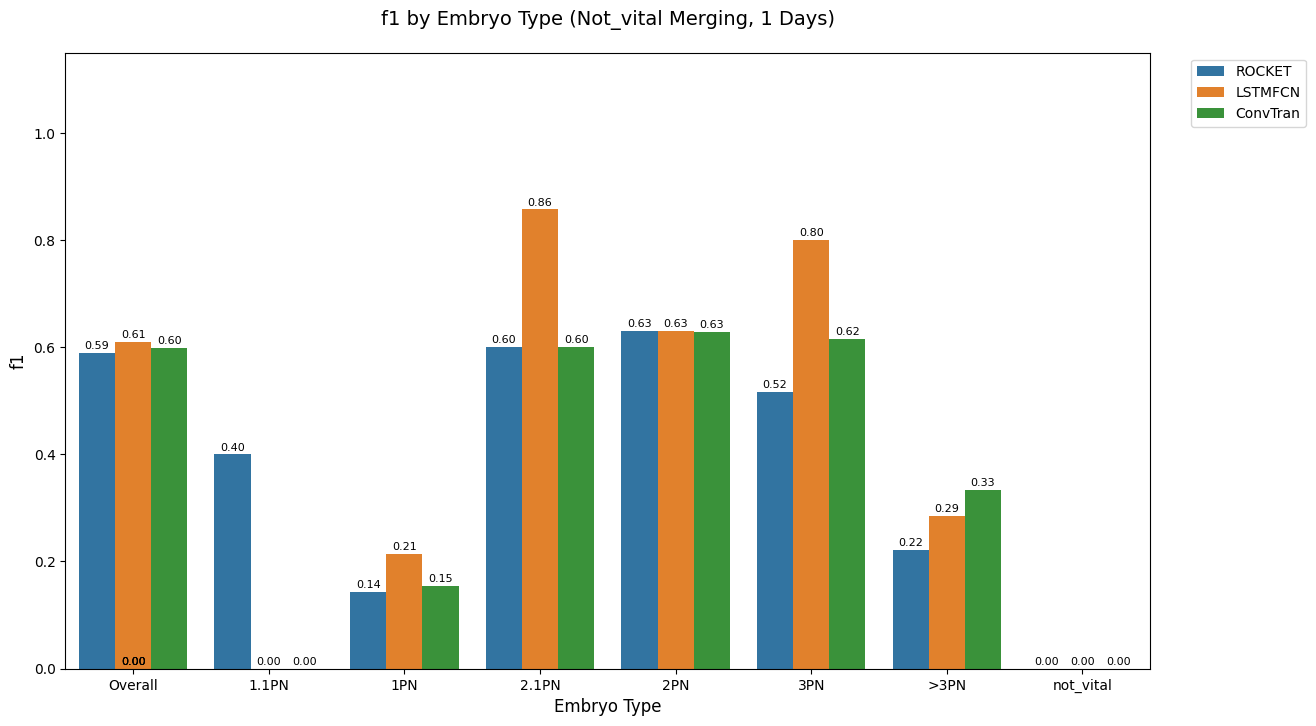 f1 by Embryo Type (Not_vital Merging, 1 Days)
ROCKET
LSTMFCN
ConvTran
f1
1.0
0.8
0.6
0.4
0.2
0.0
0.59
0.61
0.60
0.00
0.40
0.00
0.00
0.14
0.21
0.15
0.60
0.86
0.60
0.63
0.63
0.63
0.52
0.80
0.62
0.22
0.29
0.33
0.00
0.00
0.00
Overall
1.1PN
1PN
2.1PN
2PN
3PN
>3PN
not_vital
Embryo Type